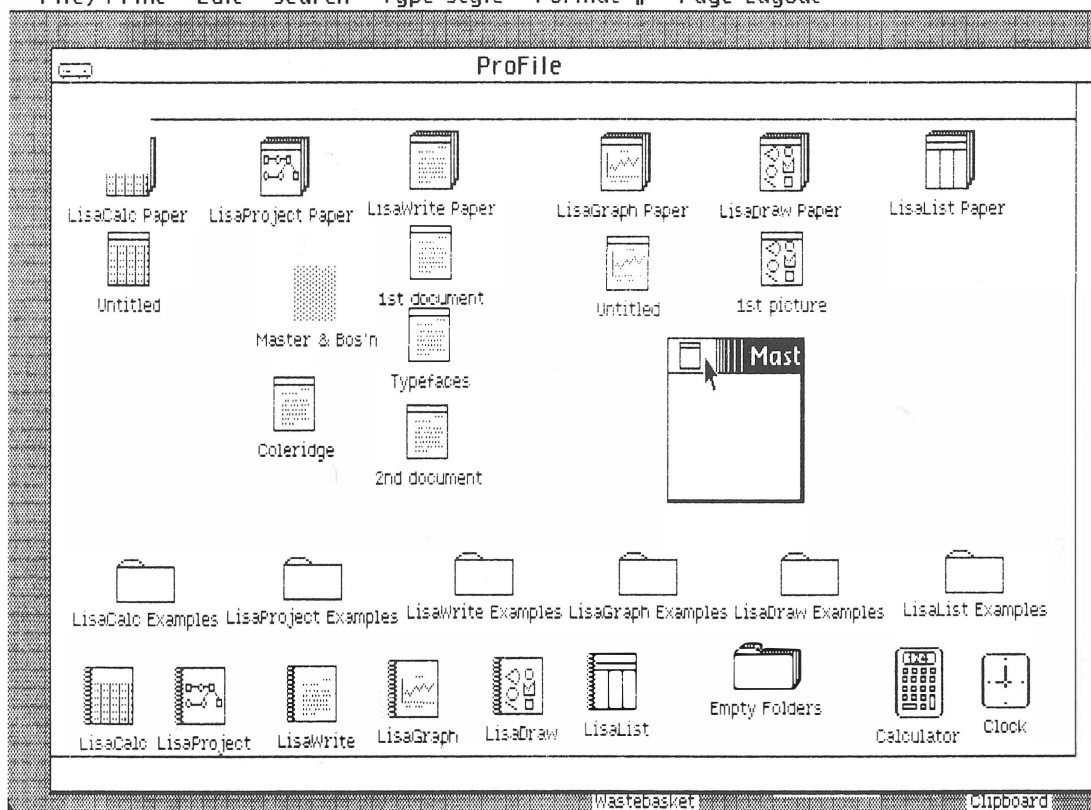 File/Print Edit Search Type Style Format ¶ Page Layout
ProFile
LisaCalc Paper LisaProject Paper LisaWrite Paper LisaGraph Paper LisaDraw Paper LisaList Paper
Untitled 1st document Untitled 1st picture
Master & Bos'n
Mast
Typefaces
Coleridge
2nd document
LisaCalc Examples LisaProject Examples LisaWrite Examples LisaGraph Examples LisaDraw Examples LisaList Examples
124
LisaCalc LisaProject LisaWrite LisaGraph LisaDraw LisaList Empty Folders Calculator Clock
Wastebasket Clipboard